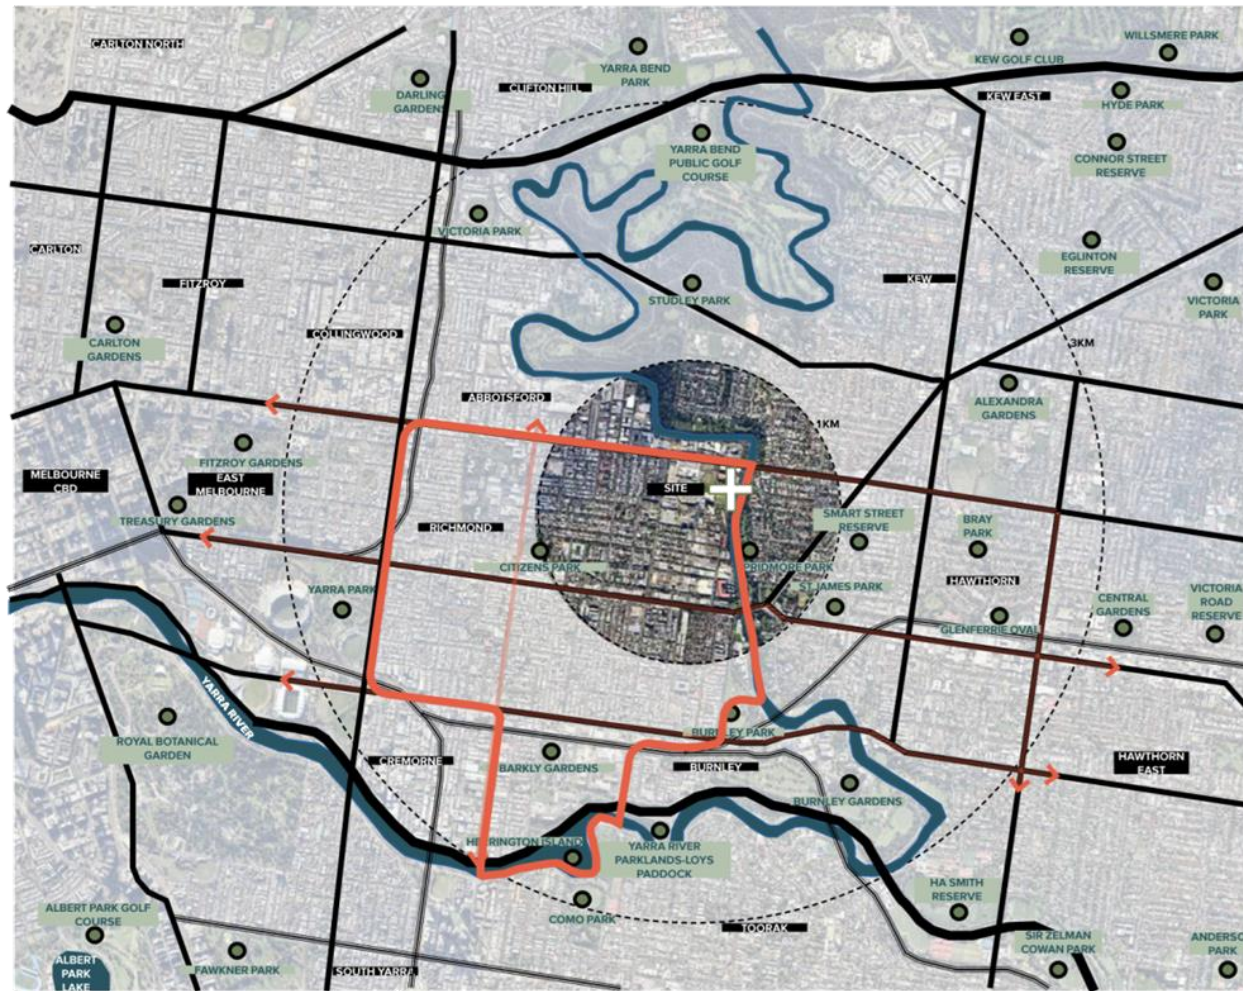 CARLTON NORTH
WILLSMERE PARK
KEW GOLF CLUB
YARRA BEND
PARK
CLIFTON HILL
DARLING
GARDENS
KEW EAST
HYDE PARK
YARRA BEND
PUBLIC GOLF
COURSE
CONNOR STREET
RESERVE
VICTORIA PARK
CARLTON
FITZROY
EGLINTON
RESERVE
KEW
STUDLEY PARK
VICTORIA
PARK
COLLINGWOOD
CARLTON
GARDENS
3KM
ABBOTSFORD
ALEXANDRA
GARDENS
1KM
FITZROY GARDENS
MELBOURNE
CBD
EAST
MELBOURNE
SITE
TREASURY GARDENS
RICHMOND
SMART STREET
RESERVE
BRAY
PARK
CITIZENS PARK
PRIDMORE PARK
YARRA PARK
ST JAMES PARK
HAWTHORN
CENTRAL
GARDENS
VICTORIA
ROAD
RESERVE
GLENFERRIE OVAL
YARRA RIVER
ROYAL BOTANICAL
GARDEN
BURNLEY PARK
CREMORNE
BARKLY GARDENS
BURNLEY
HAWTHORN
EAST
BURNLEY GARDENS
HERRINGTON ISLAND
YARRA RIVER
PARKLANDS-LOYS
PADDOCK
HA SMITH
RESERVE
ALBERT PARK GOLF
COURSE
COMO PARK
TOORAK
SIR ZELMAN
COWAN PARK
ANDERSO
PARK
ALBERT
PARK
LAKE
FAWKNER PARK
SOUTH YARRA